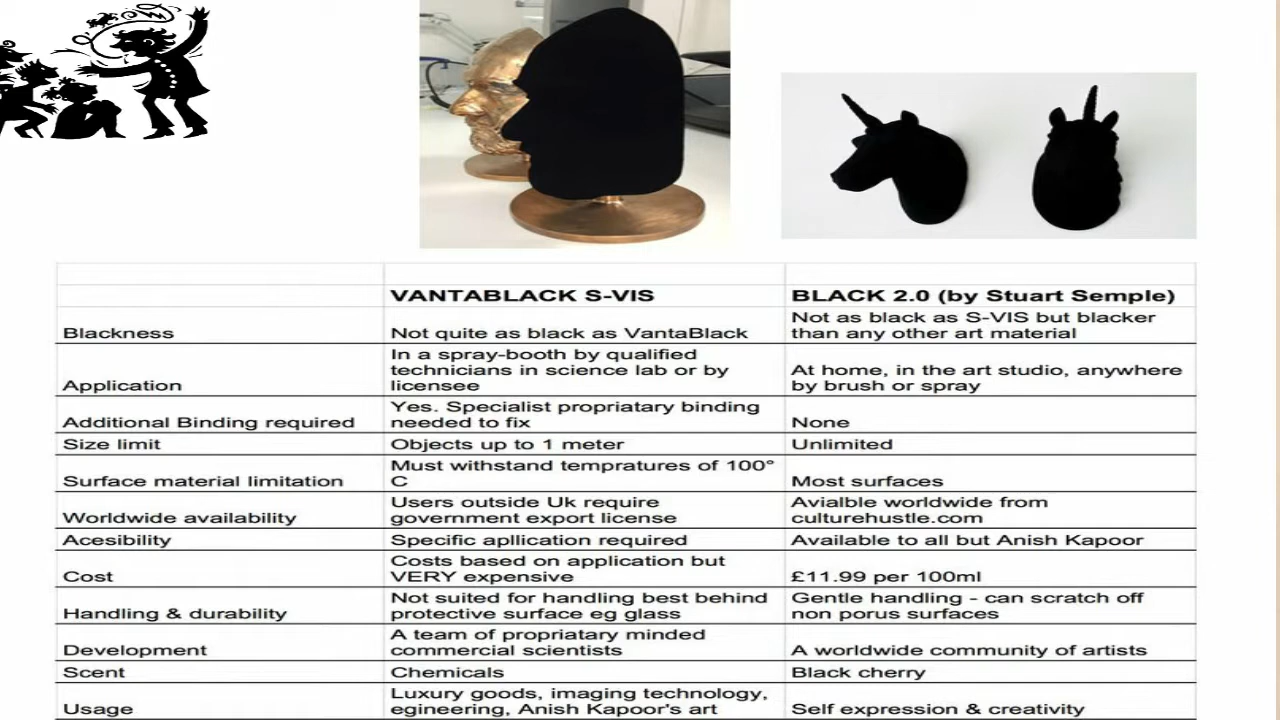 VANTABLACK S-VIS
BLACK 2.0 (by Stuart Semple)
Blackness
Not quite as black as VantaBlack
Not as black as S-VIS but blacker
than any other art material
Application
In a spray-booth by qualified
technicians in science lab or by
licensee
At home, in the art studio, anywhere
by brush or spray
Additional Binding required
Yes. Specialist propriatary binding
needed to fix
None
Size limit
Objects up to 1 meter
Unlimited
Surface material limitation
Must withstand tempratures of 100°
C
Most surfaces
Worldwide availability
Users outside Uk require
government export license
Avialble worldwide from
culturehustle.com
Acesibility
Specific apllication required
Available to all but Anish Kapoor
Cost
Costs based on application but
VERY expensive
£11.99 per 100ml
Handling & durability
Not suited for handling best behind
protective surface eg glass
Gentle handling - can scratch off
non porus surfaces
Development
A team of propriatary minded
commercial scientists
A worldwide community of artists
Scent
Chemicals
Black cherry
Usage
Luxury goods, imaging technology,
egineering, Anish Kapoor's art
Self expression & creativity